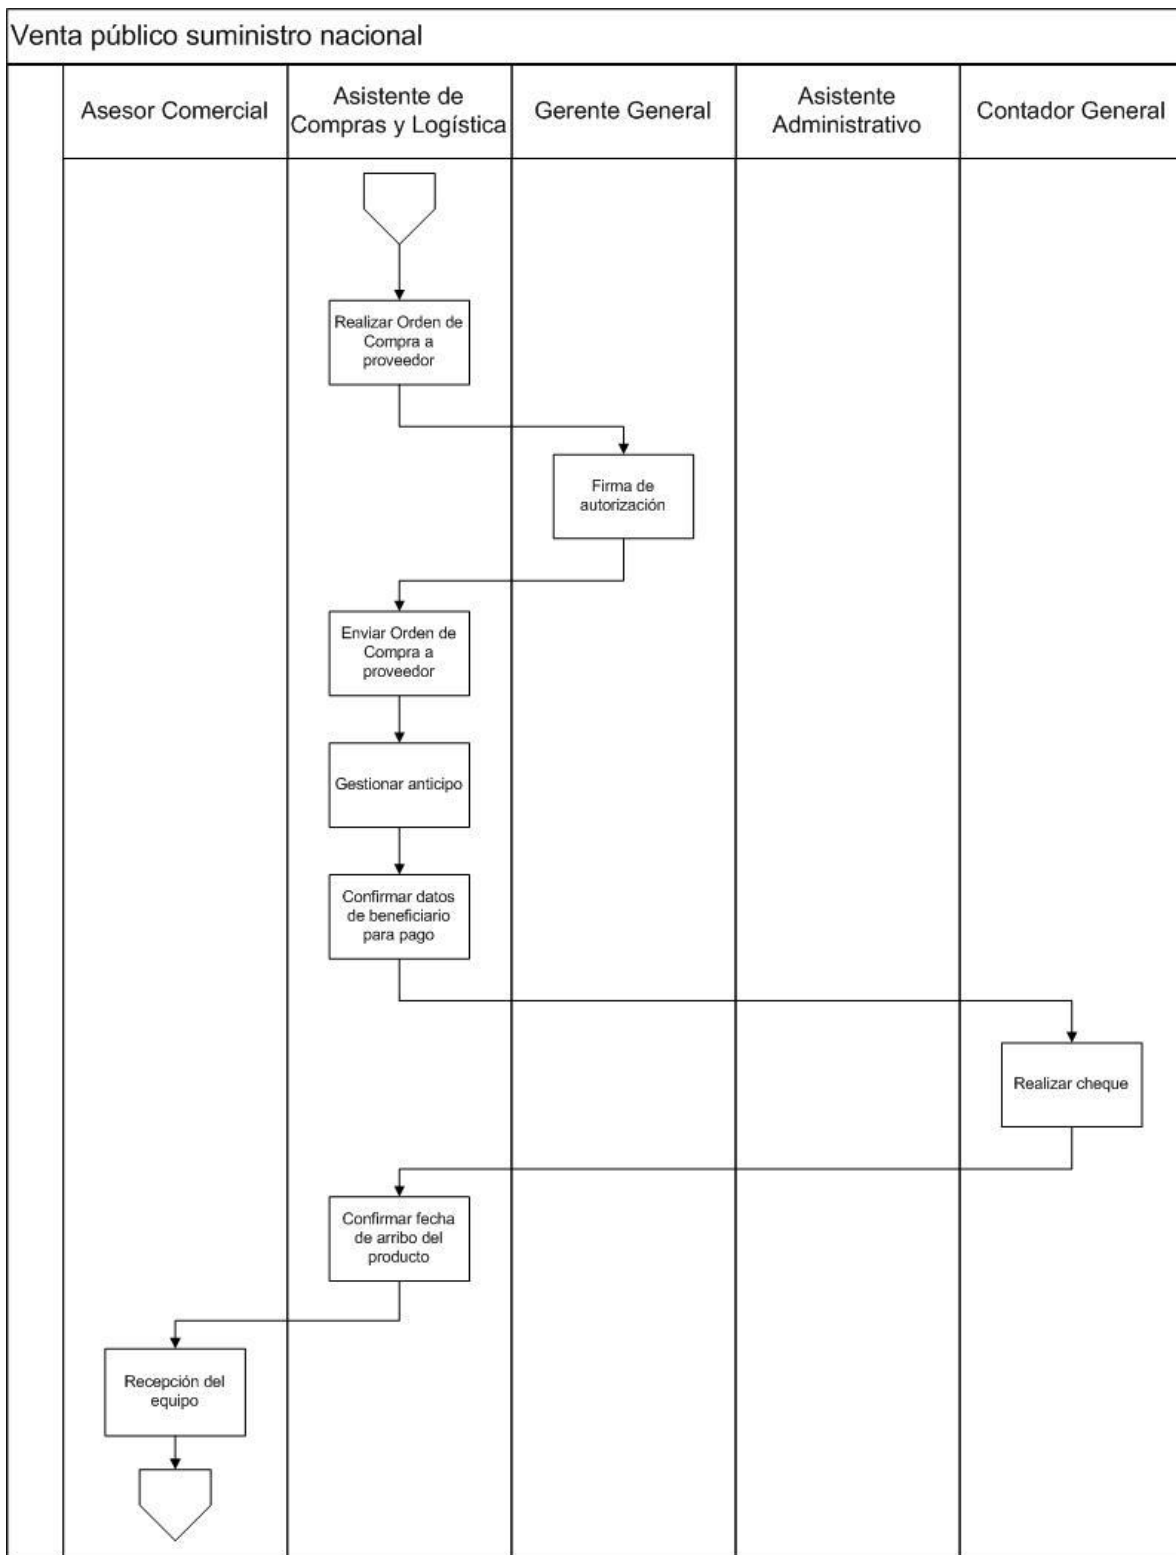 Venta público suministro nacional
Asesor Comercial
Asistente de
Compras y Logística
Gerente General
Asistente
Administrativo
Contador General
Realizar Orden de
Compra a
proveedor
Firma de
autorización
Enviar Orden de
Compra a
proveedor
Gestionar anticipo
Confirmar datos
de beneficiario
para pago
Realizar cheque
Confirmar fecha
de arribo del
producto
Recepción del
equipo